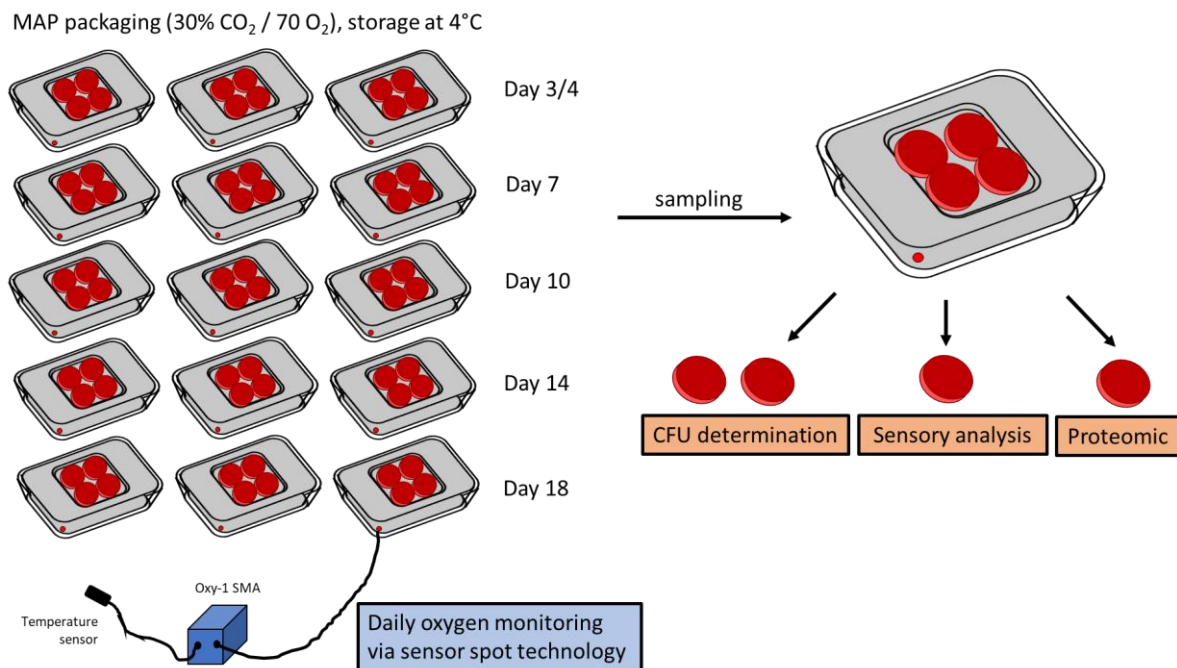 MAP packaging (30% CO₂ / 70 O₂), storage at 4°C
Day 3/4
Day 7
Day 10
Day 14
Day 18
sampling
CFU determination
Sensory analysis
Proteomic
Oxy-1 SMA
Temperature
sensor
Daily oxygen monitoring
via sensor spot technology